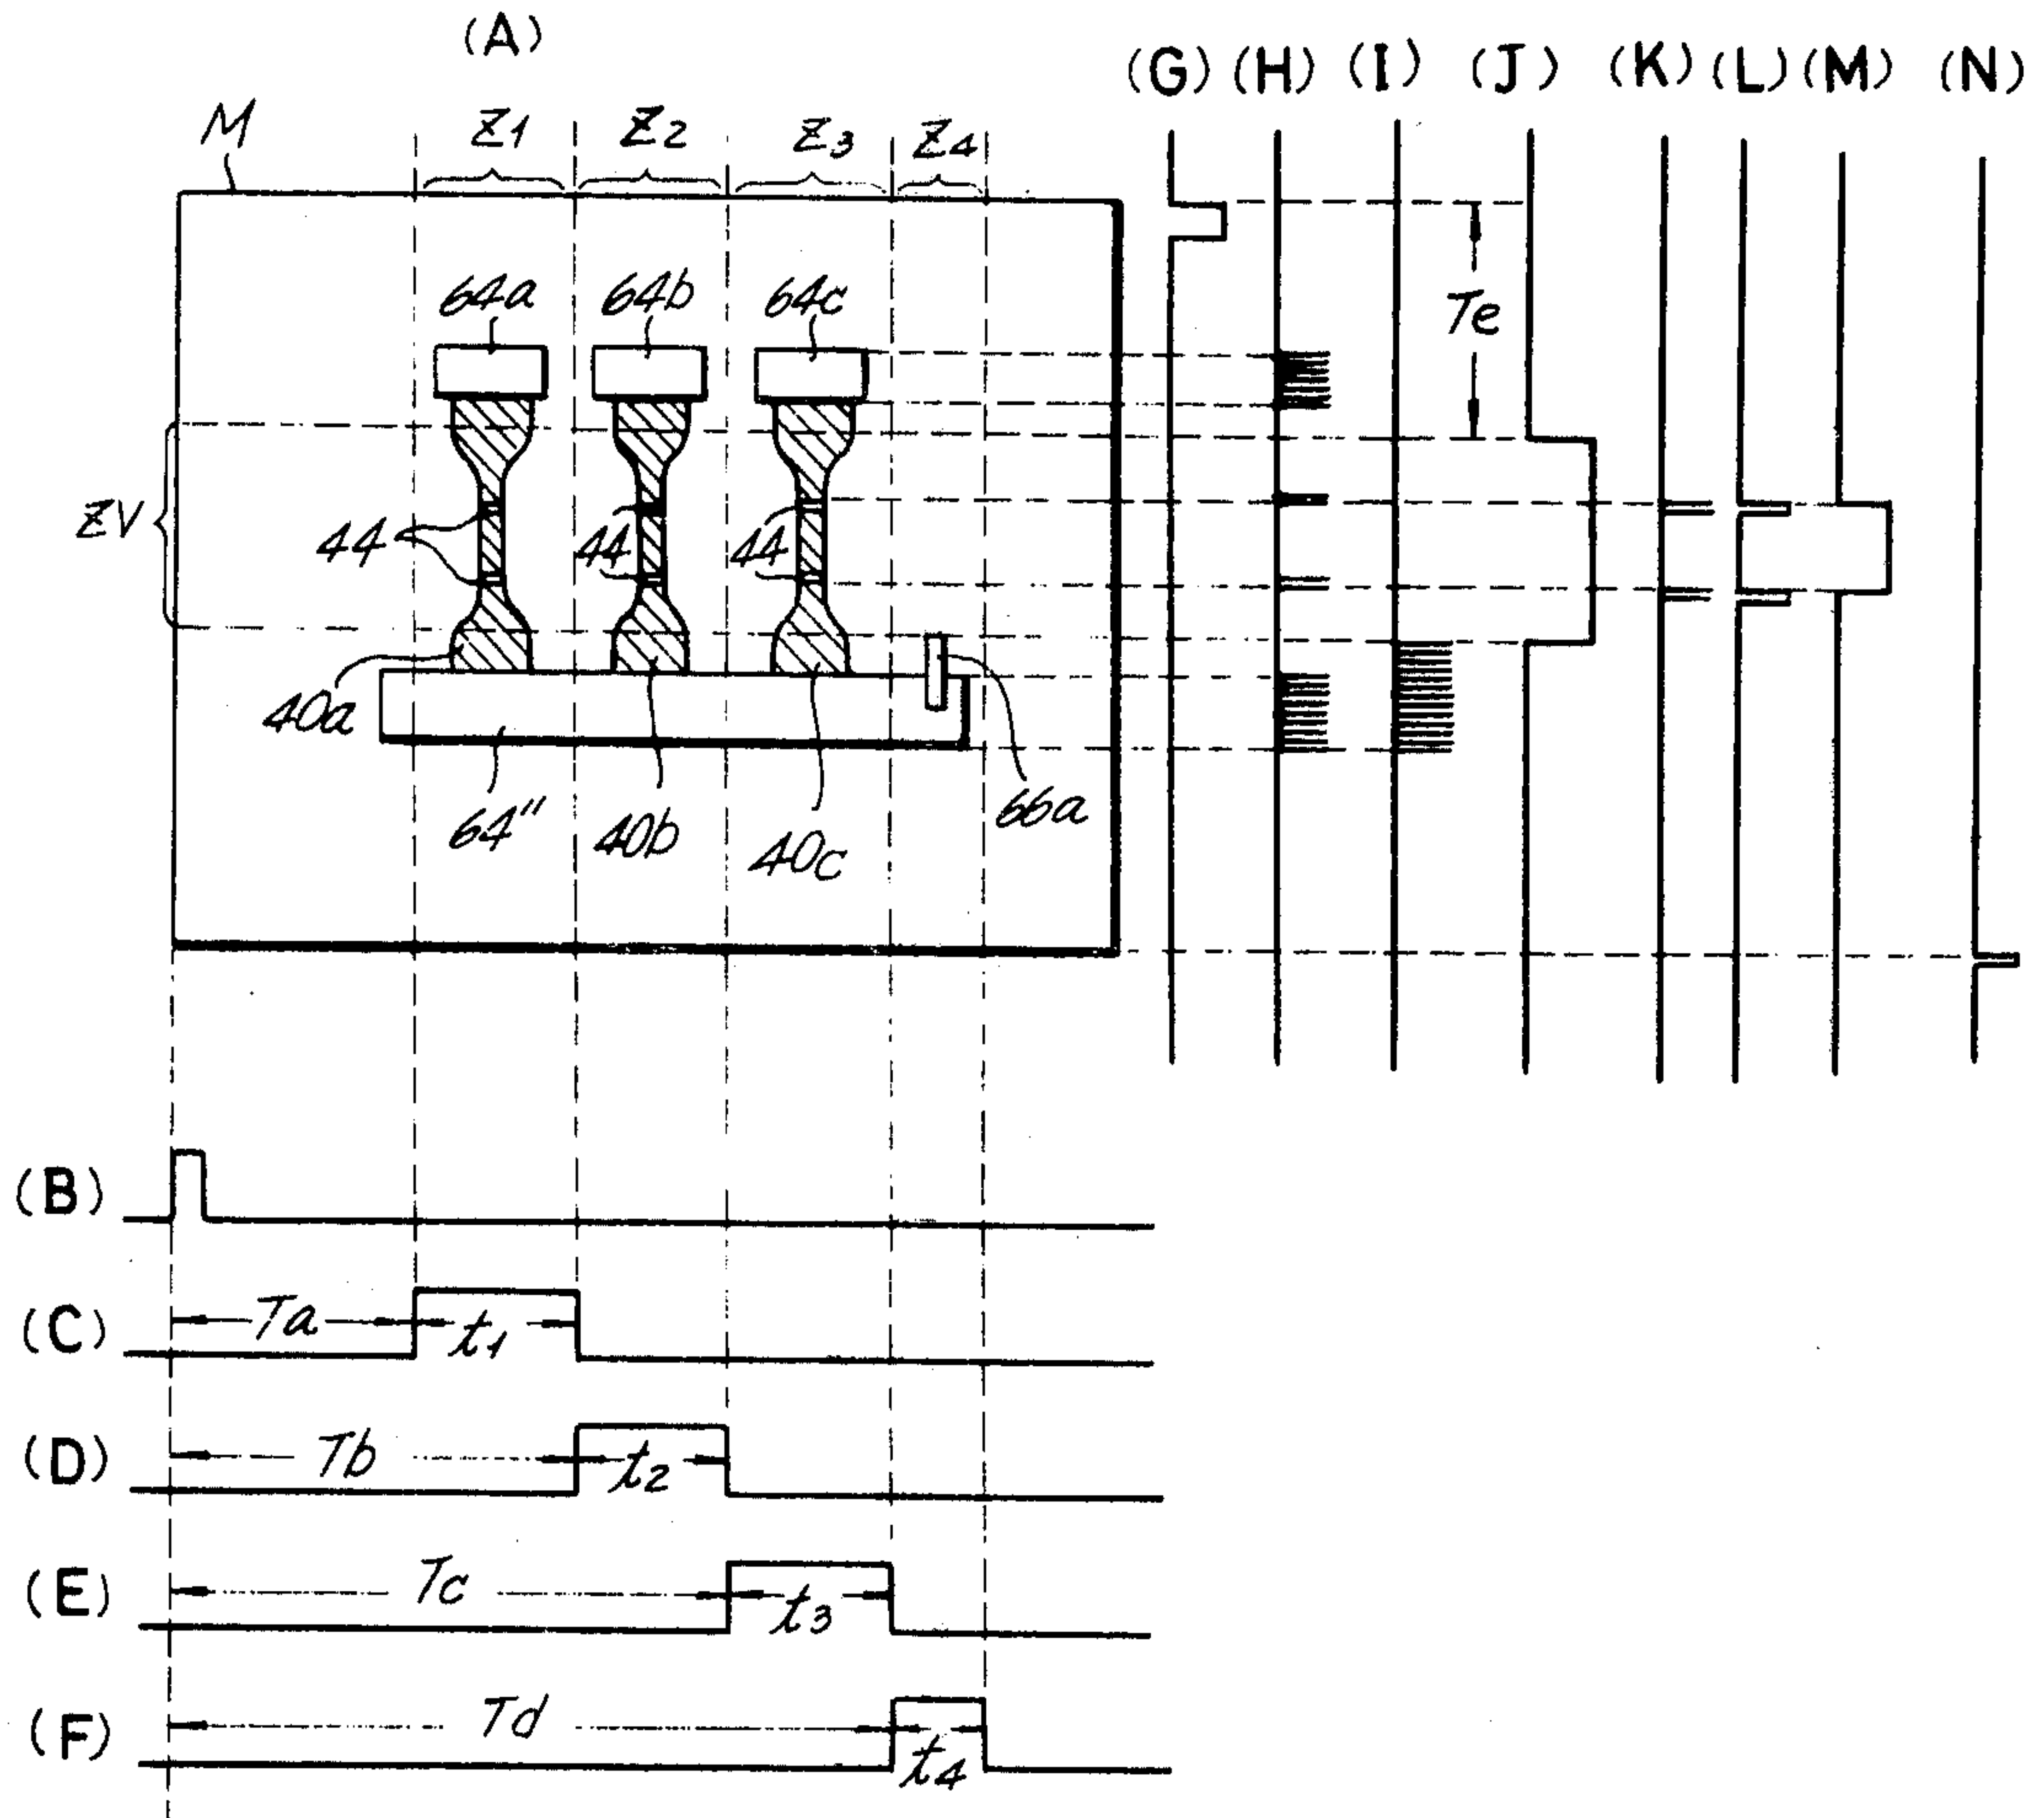 (A)
(G) (H) (I) (J) (K) (L) (M) (N)
M Z1 Z2 Z3 Z4
64a 64b 64c
Te
ZV
44 44 44
40a
64" 40b 40c 66a
(B)
(C) Ta t1
(D) Tb t2
(E) Tc t3
(F) Td t4